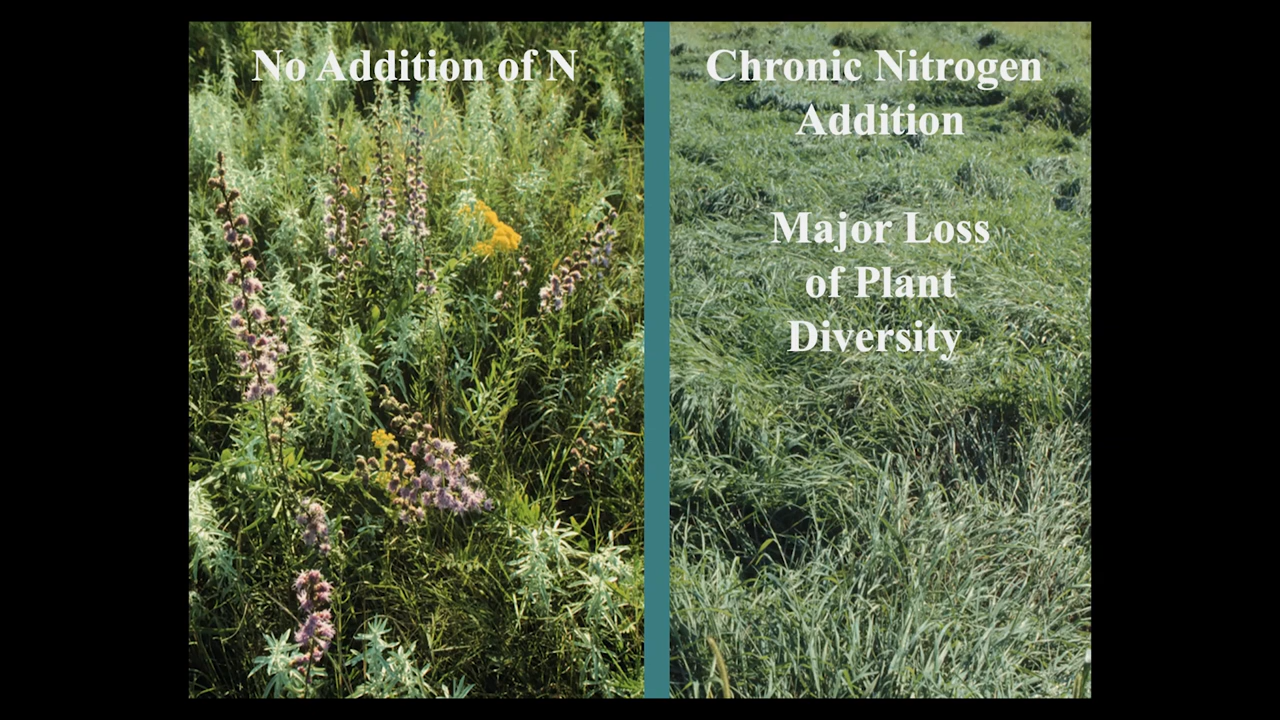 No Addition of N
Chronic Nitrogen
Addition
Major Loss
of Plant
Diversity